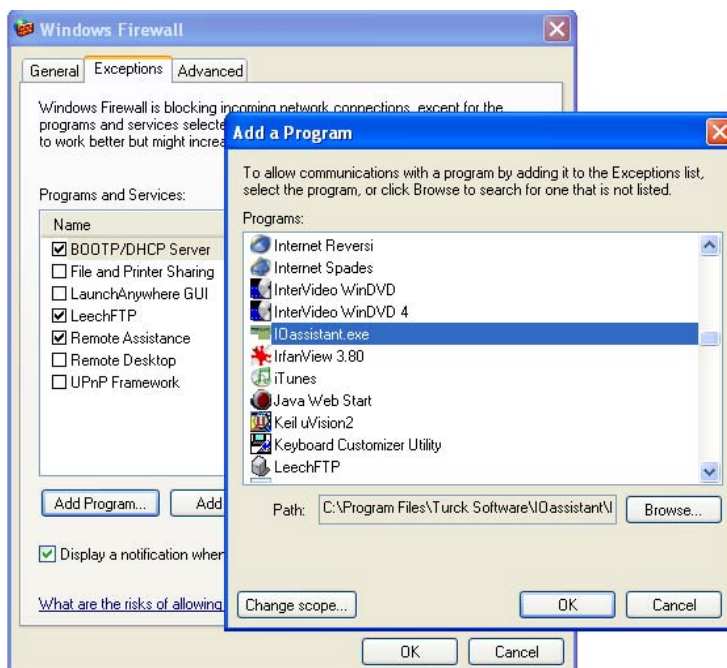 Windows Firewall
General Exceptions Advanced
Windows Firewall is blocking incoming network connections, except for the
programs and services selecte
to work better but might increa
Programs and Services:
Name
BOOTP/DHCP Server
File and Printer Sharing
LaunchAnywhere GUI
LeechFTP
Remote Assistance
Remote Desktop
UPnP Framework
Add Program... Add
Display a notification when
What are the risks of allowing
OK Cancel
Add a Program
To allow communications with a program by adding it to the Exceptions list,
select the program, or click Browse to search for one that is not listed.
Programs:
Internet Reversi
Internet Spades
InterVideo WinDVD
InterVideo WinDVD 4
IOassistant.exe
IrfanView 3.80
iTunes
Java Web Start
Keil uVision2
Keyboard Customizer Utility
LeechFTP
Path: C:\Program Files\Turck Software\IOassistant\I Browse...
Change scope... OK Cancel